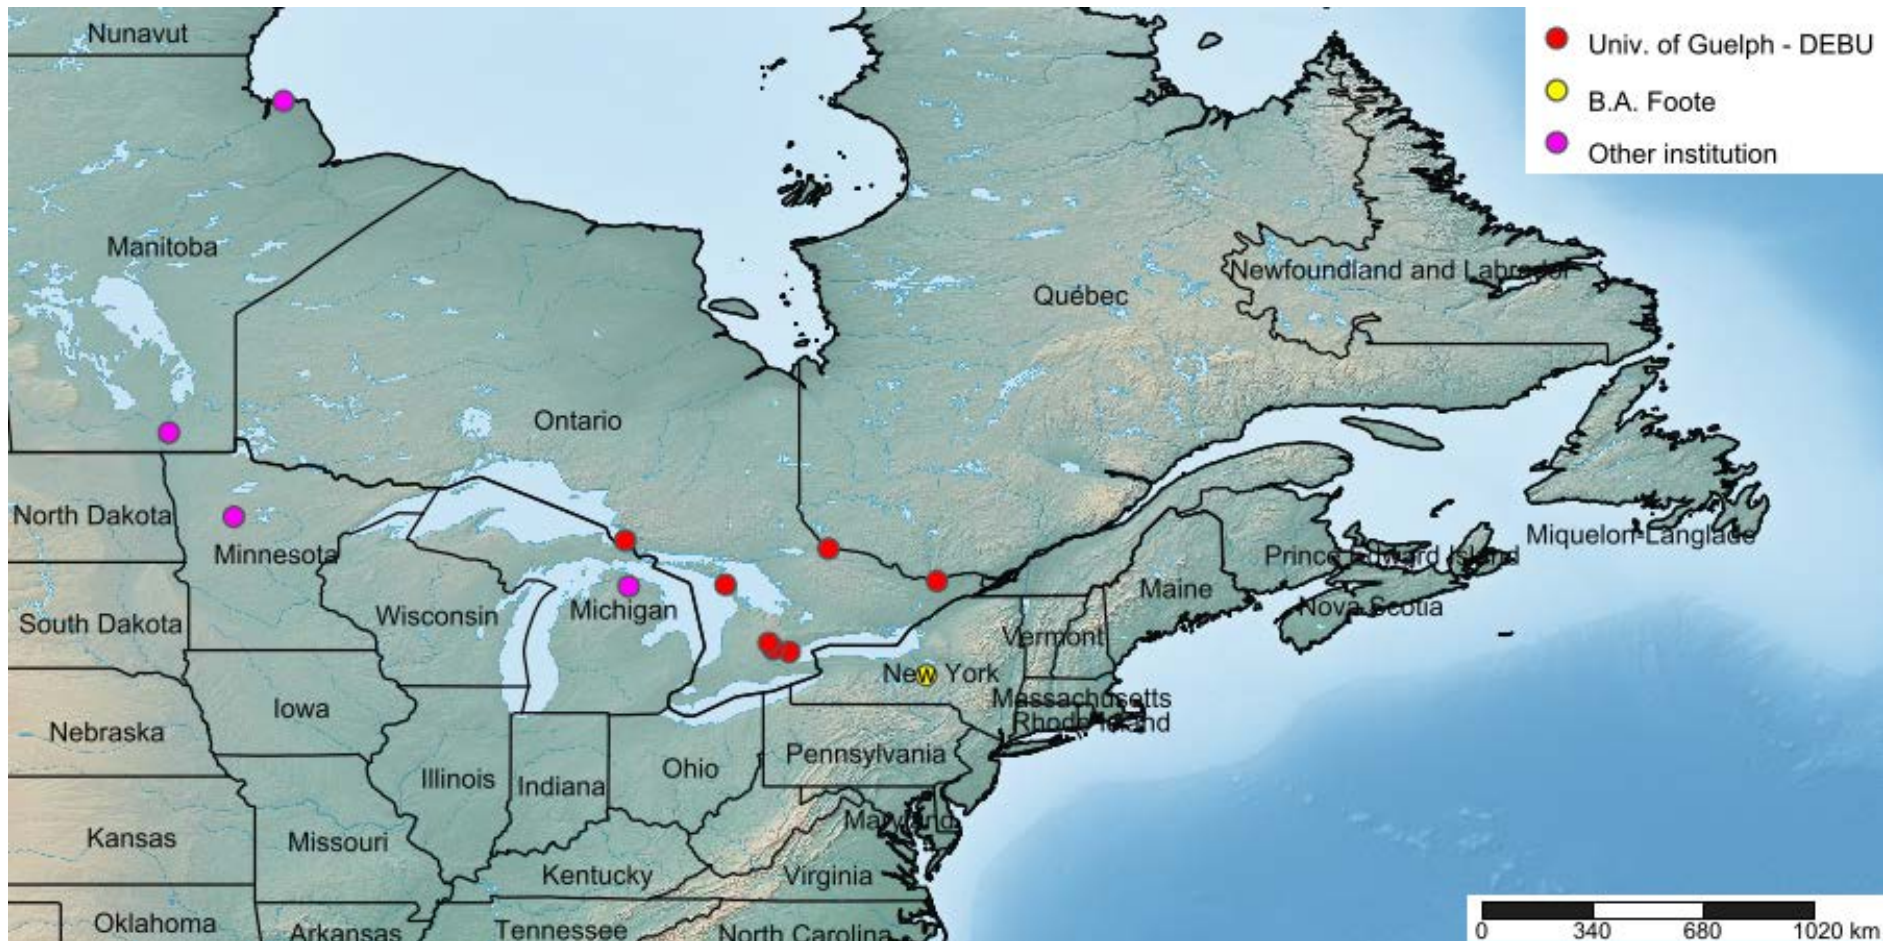 Nunavut
Univ. of Guelph - DEBU
B.A. Foote
Other institution
Manitoba
Newfoundland and Labrador
Québec
Ontario
North Dakota
Minnesota
Miquelon-Langlade
Prince Edward Island
Maine
Nova Scotia
Michigan
Wisconsin
South Dakota
Vermont
New York
Massachusetts
Rhode Island
Iowa
Nebraska
Pennsylvania
Ohio
Illinois
Indiana
Maryland
Kansas
Missouri
Kentucky
Virginia
Oklahoma
Arkansas
Tennessee
North Carolina
0 340 680 1020 km